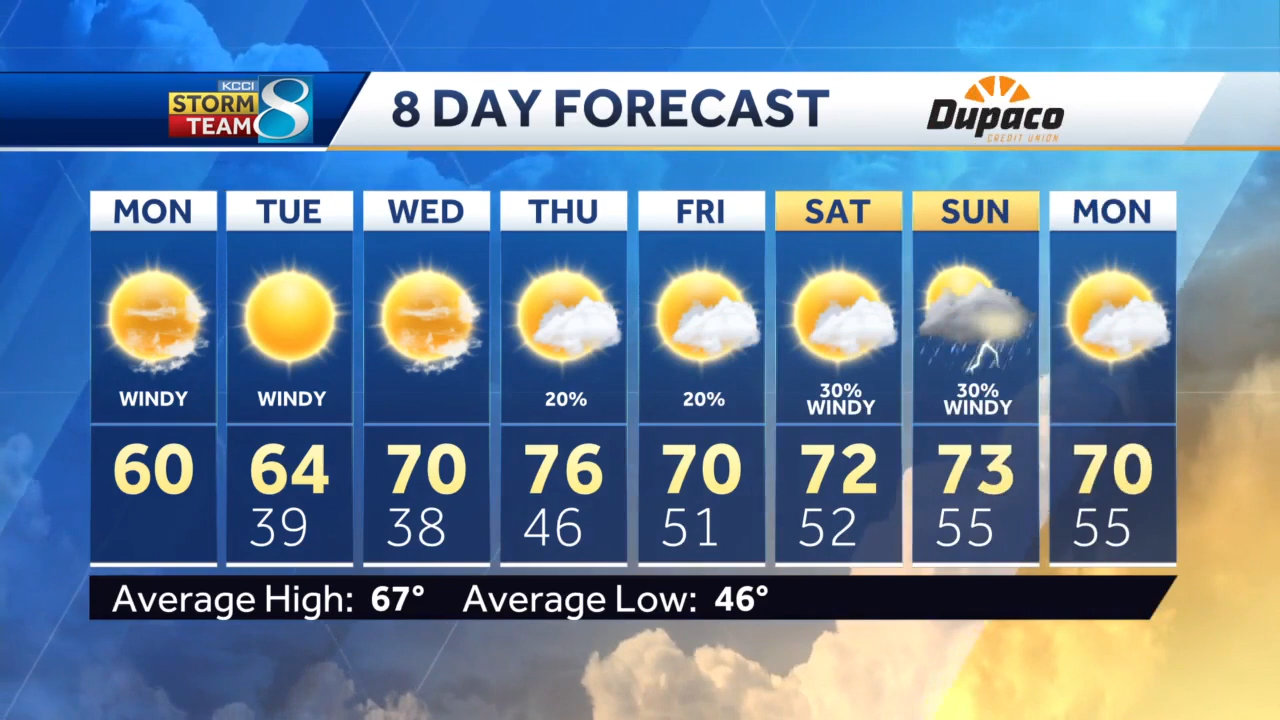 KCCI
STORM
TEAM 8
8 DAY FORECAST
Dupaco
CREDIT UNION
MON TUE WED THU FRI SAT SUN MON
WINDY WINDY 20% 20% 30% WINDY 30% WINDY
60 64 70 76 70 72 73 70
39 38 46 51 52 55 55
Average High: 67° Average Low: 46°